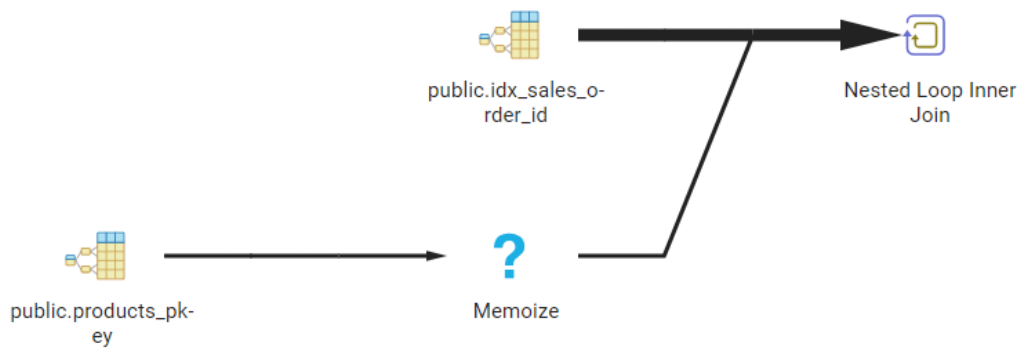 public.idx_sales_o-
rder_id
Nested Loop Inner
Join
?
Memoize
public.products_pk-
ey